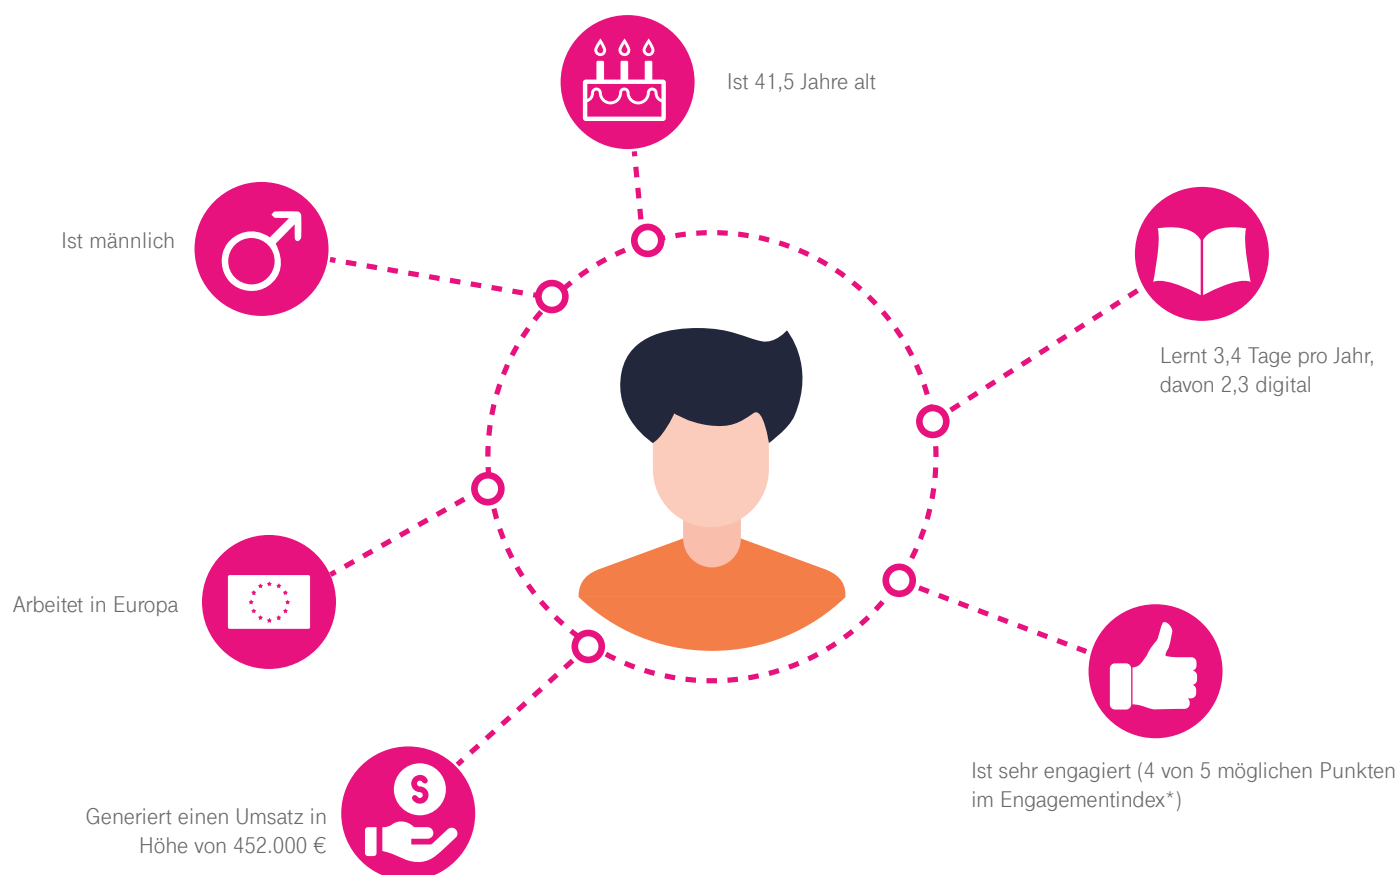 Ist 41,5 Jahre alt
Ist männlich
Lernt 3,4 Tage pro Jahr,
davon 2,3 digital
Arbeitet in Europa
Ist sehr engagiert (4 von 5 möglichen Punkten
im Engagementindex*)
Generiert einen Umsatz in
Höhe von 452.000 €
S